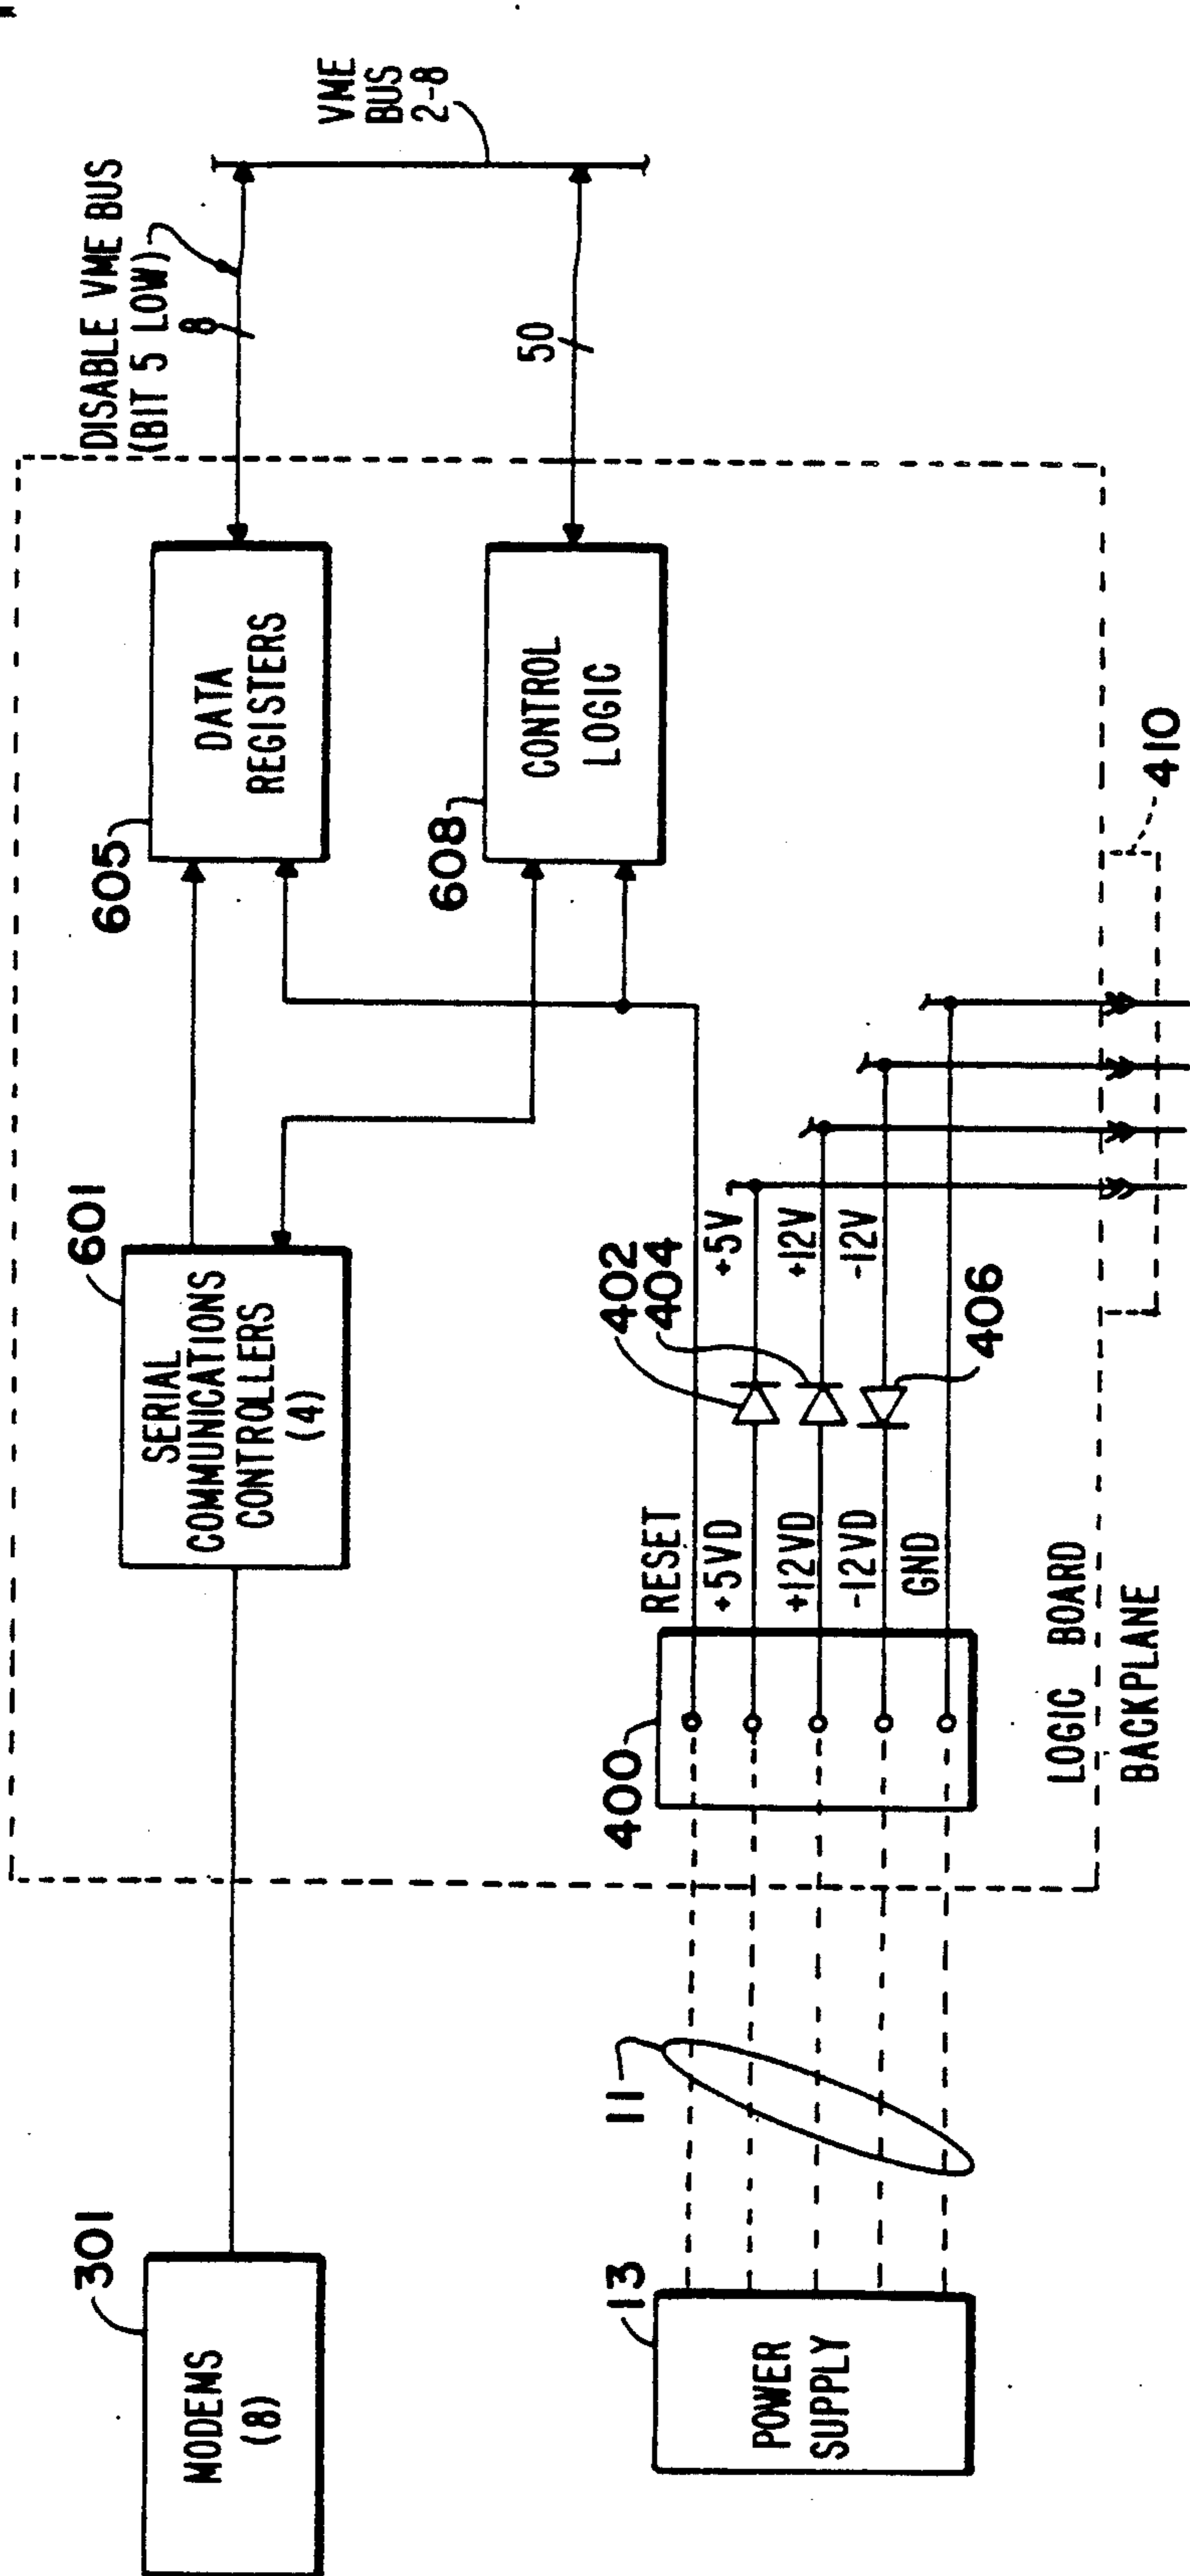 301
MODEMS
(8)
601
SERIAL
COMMUNICATIONS
CONTROLLERS
(4)
605
DATA
REGISTERS
DISABLE VME BUS
(BIT 5 LOW)
8
VME
BUS
2-8
608
CONTROL
LOGIC
50
13
POWER
SUPPLY
11
400
RESET
+5VD
+12VD
-12VD
GND
402
404
406
+5V
+12V
-12V
LOGIC BOARD
BACKPLANE
410